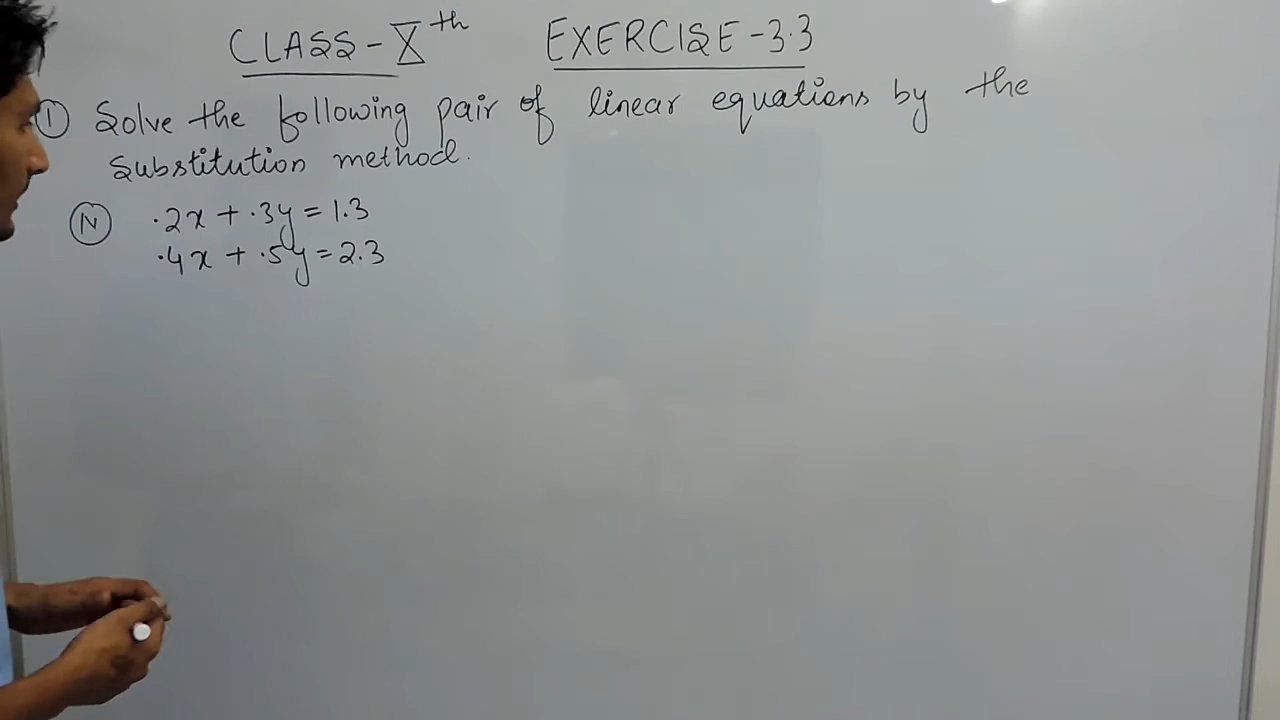 CLASS-Xth EXERCISE-3.3
① Solve the following pair of linear equations by the
substitution method.
IV .2x + .3y = 1.3
.4x + .5y = 2.3